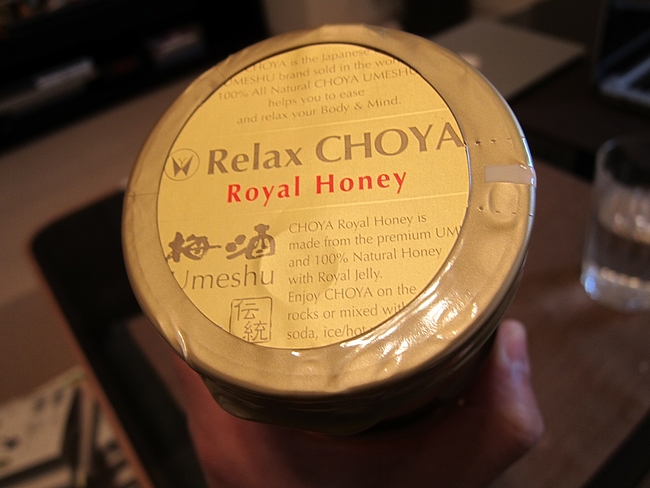 CHOYA is the Japanese
UMESHU brand sold in the world
100% All Natural CHOYA UMESHU
helps you to ease
and relax your Body & Mind.
Relax CHOYA
Royal Honey
梅酒
Umeshu
伝統
CHOYA Royal Honey is
made from the premium UM
and 100% Natural Honey
with Royal Jelly.
Enjoy CHOYA on the
rocks or mixed with
soda, ice/hot